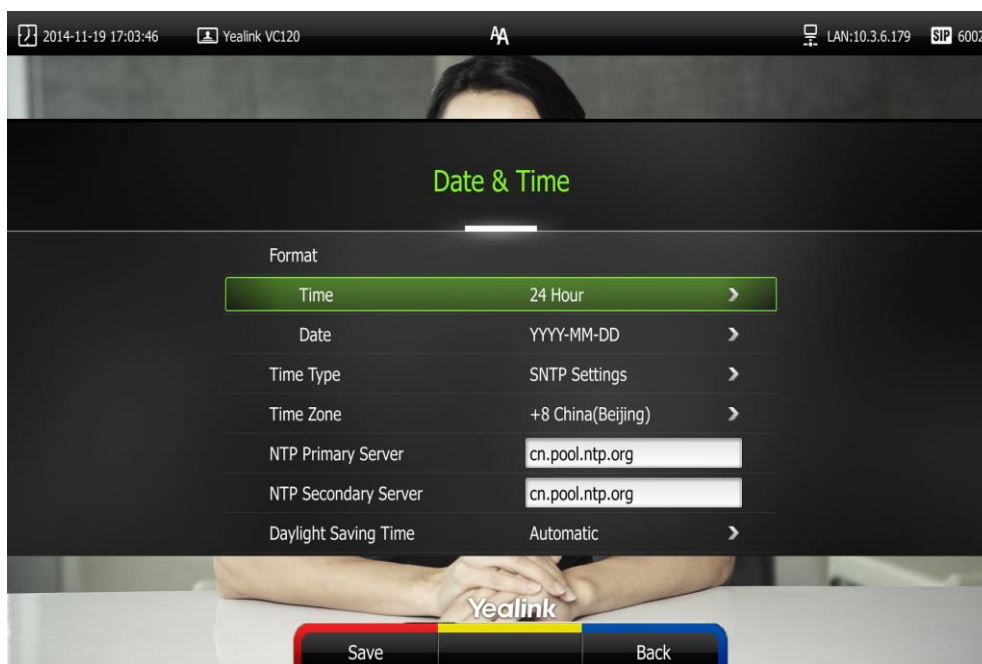 2014-11-19 17:03:46 Yealink VC120 AA LAN:10.3.6.179 SIP 6002
Date & Time
Format
Time 24 Hour
Date YYYY-MM-DD
Time Type SNTP Settings
Time Zone +8 China(Beijing)
NTP Primary Server cn.pool.ntp.org
NTP Secondary Server cn.pool.ntp.org
Daylight Saving Time Automatic
Yealink
Save Back